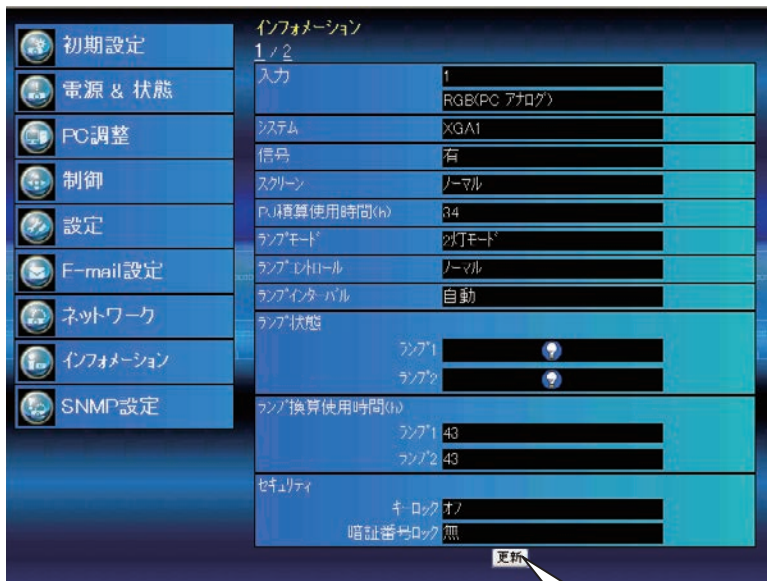 初期設定
電源 & 状態
PC調整
制御
設定
E-mail設定
ネットワーク
インフォメーション
SNMP設定
インフォメーション
1 / 2
入力 1
RGB(PC アナログ)
システム XGA1
信号 有
スクリーン ノーマル
PJ積算使用時間(h) 34
ランプモード 2灯モード
ランプコントロール ノーマル
ランプインターバル 自動
ランプ状態
ランプ1
ランプ2
ランプ換算使用時間(h)
ランプ1 43
ランプ2 43
セキュリティ
キーロック オフ
暗証番号ロック 無
更新